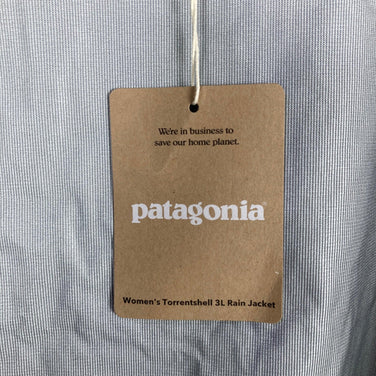 We're in business to
save our home planet.
patagonia®
Women's Torrentshell 3L Rain Jacket